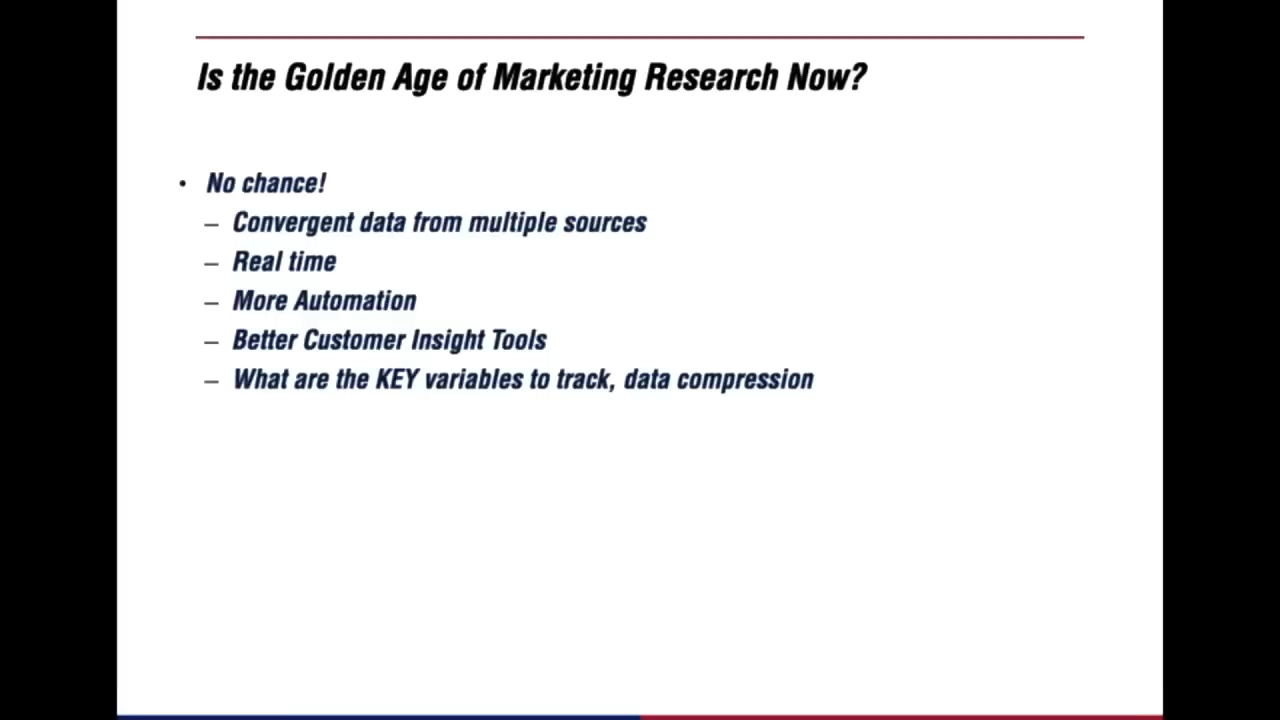 Is the Golden Age of Marketing Research Now?
• No chance!
– Convergent data from multiple sources
– Real time
– More Automation
– Better Customer Insight Tools
– What are the KEY variables to track, data compression